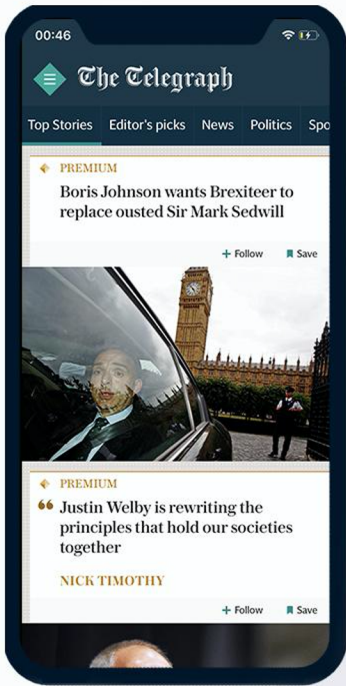 00:46
The Telegraph
Top Stories Editor's picks News Politics Spo
PREMIUM
Boris Johnson wants Brexiteer to
replace ousted Sir Mark Sedwill
+ Follow Save
PREMIUM
“ Justin Welby is rewriting the
principles that hold our societies
together
NICK TIMOTHY
+ Follow Save